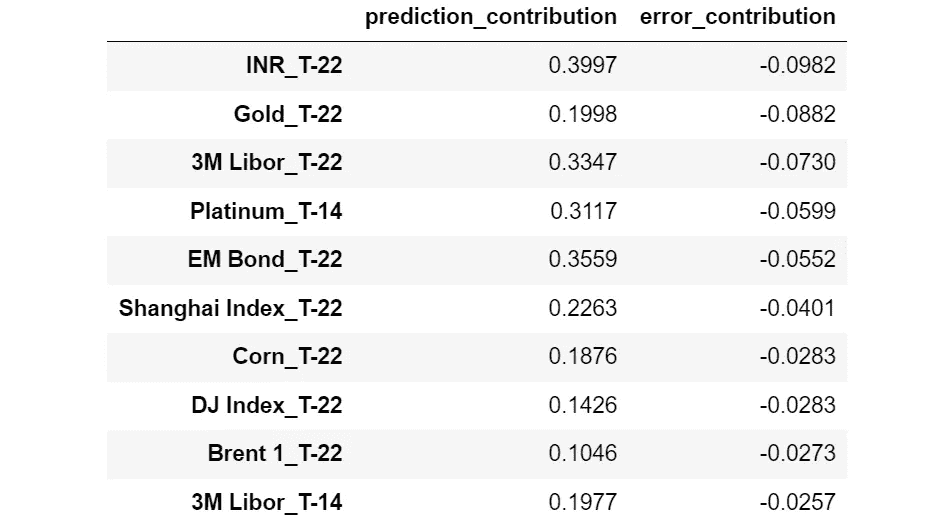 prediction_contribution error_contribution
INR_T-22 0.3997 -0.0982
Gold_T-22 0.1998 -0.0882
3M Libor_T-22 0.3347 -0.0730
Platinum_T-14 0.3117 -0.0599
EM Bond_T-22 0.3559 -0.0552
Shanghai Index_T-22 0.2263 -0.0401
Corn_T-22 0.1876 -0.0283
DJ Index_T-22 0.1426 -0.0283
Brent 1_T-22 0.1046 -0.0273
3M Libor_T-14 0.1977 -0.0257